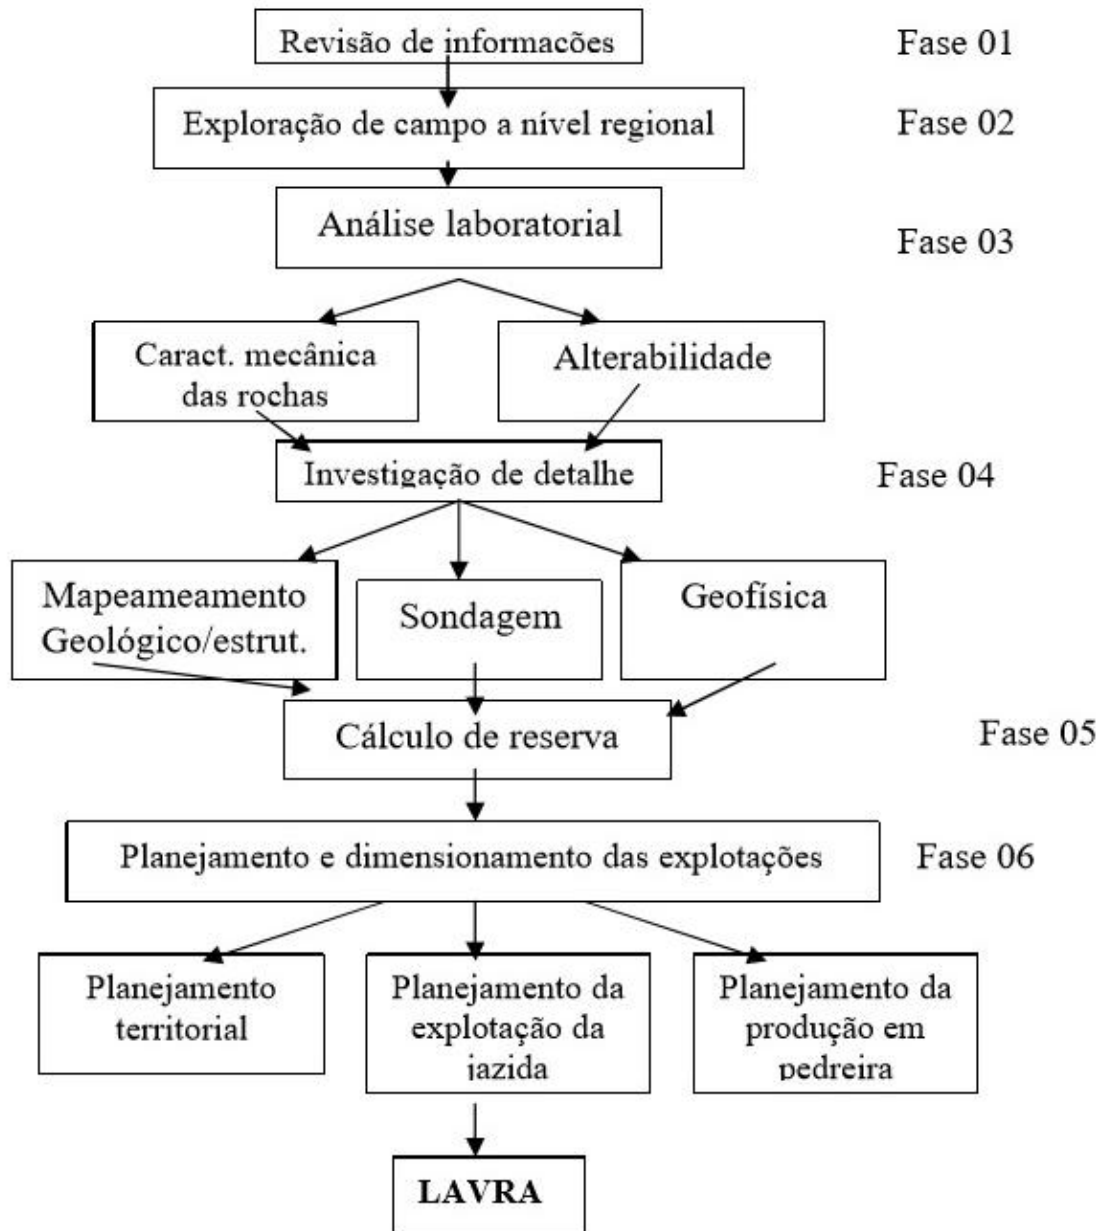 Revisão de informacões
Fase 01
Exploração de campo a nível regional
Fase 02
Análise laboratorial
Fase 03
Caract. mecânica
das rochas
Alterabilidade
Investigação de detalhe
Fase 04
Mapeameamento
Geológico/estrut.
Sondagem
Geofísica
Cálculo de reserva
Fase 05
Planejamento e dimensionamento das explotações
Fase 06
Planejamento
territorial
Planejamento da
explotação da
jazida
Planejamento da
produção em
pedreira
LAVRA